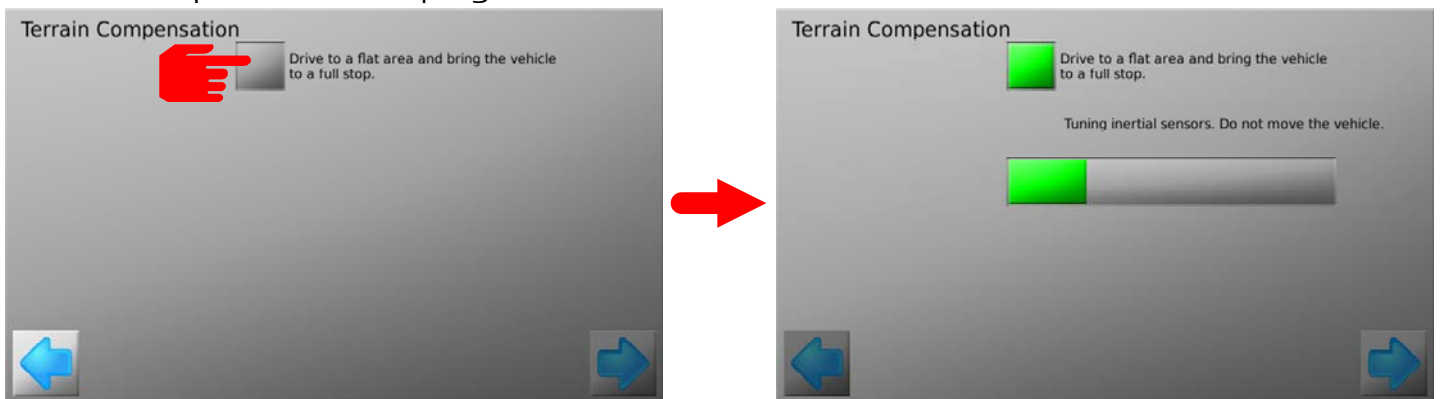 Terrain Compensation
Drive to a flat area and bring the vehicle
to a full stop.
Terrain Compensation
Drive to a flat area and bring the vehicle
to a full stop.
Tuning inertial sensors. Do not move the vehicle.